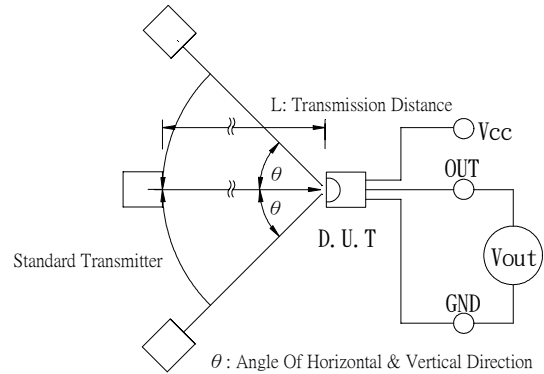 L: Transmission Distance
Vcc
OUT
θ
θ
D.U.T
Vout
Standard Transmitter
GND
θ: Angle Of Horizontal & Vertical Direction